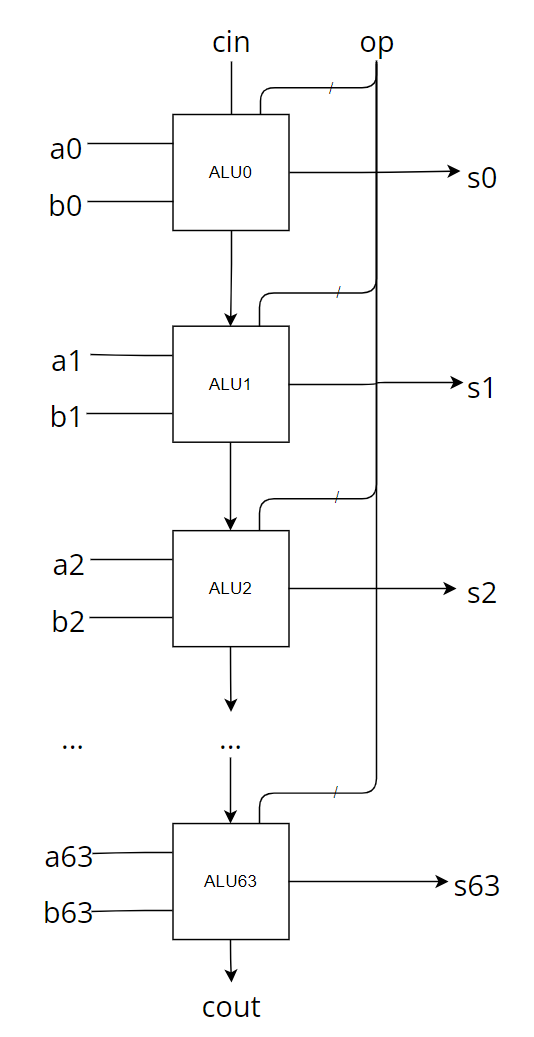 cin op
a0 ALU0 s0
b0
a1 ALU1 s1
b1
a2 ALU2 s2
b2
... ...
a63 ALU63 s63
b63
cout